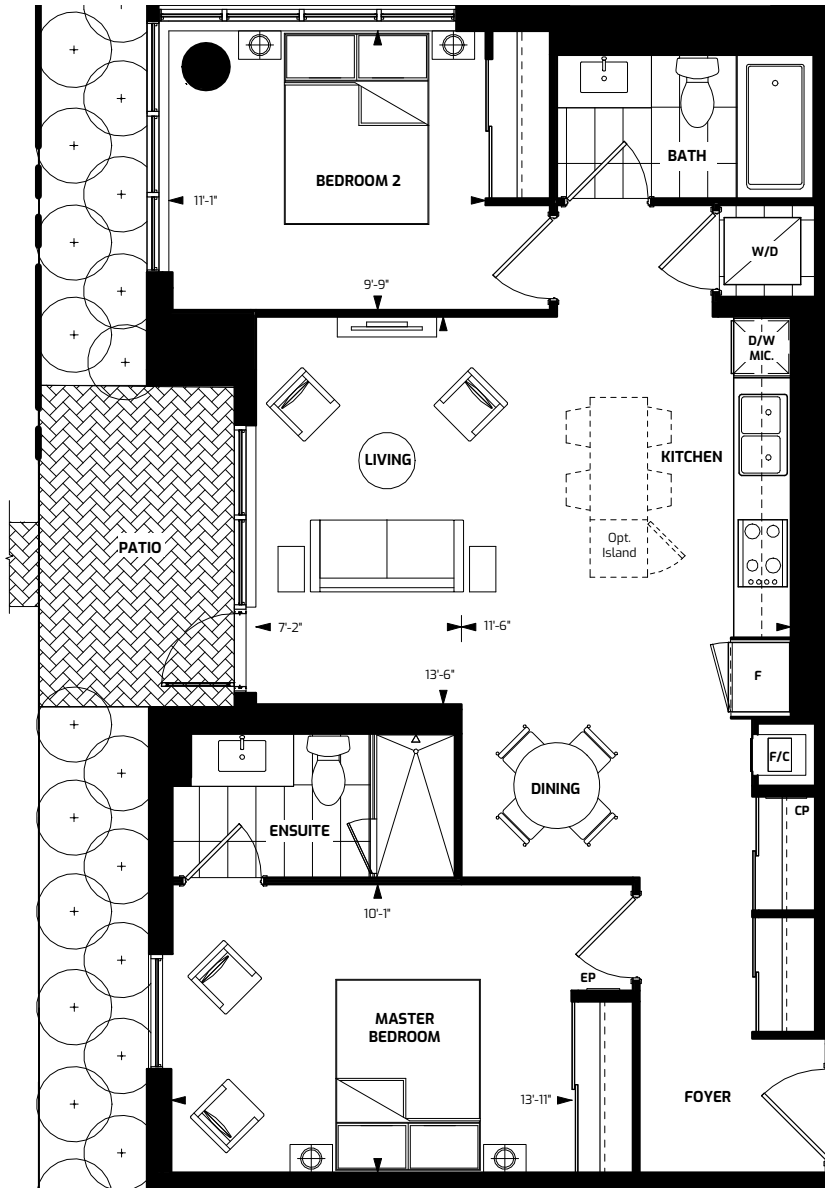 BATH
BEDROOM 2
11'-1"
W/D
9'-9"
D/W
MIC.
LIVING
KITCHEN
PATIO
Opt.
Island
7'-2"
11'-6"
F
13'-6"
F/C
DINING
CP
ENSUITE
10'-1"
EP
MASTER
BEDROOM
13'-11"
FOYER